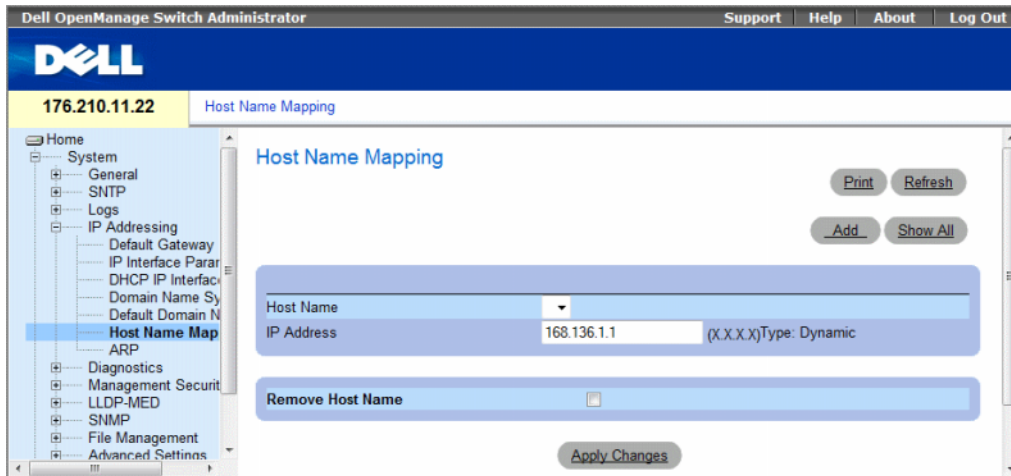 Dell OpenManage Switch Administrator Support Help About Log Out
DELL
176.210.11.22 Host Name Mapping
Home
System
General
SNTP
Logs
IP Addressing
Default Gateway
IP Interface Parar
DHCP IP Interfac
Domain Name Sy
Default Domain N
Host Name Map
ARP
Diagnostics
Management Securit
LLDP-MED
SNMP
File Management
Advanced Settings
Host Name Mapping
Print Refresh
Add Show All
Host Name
IP Address 168.136.1.1 (X.X.X.X)Type: Dynamic
Remove Host Name
Apply Changes